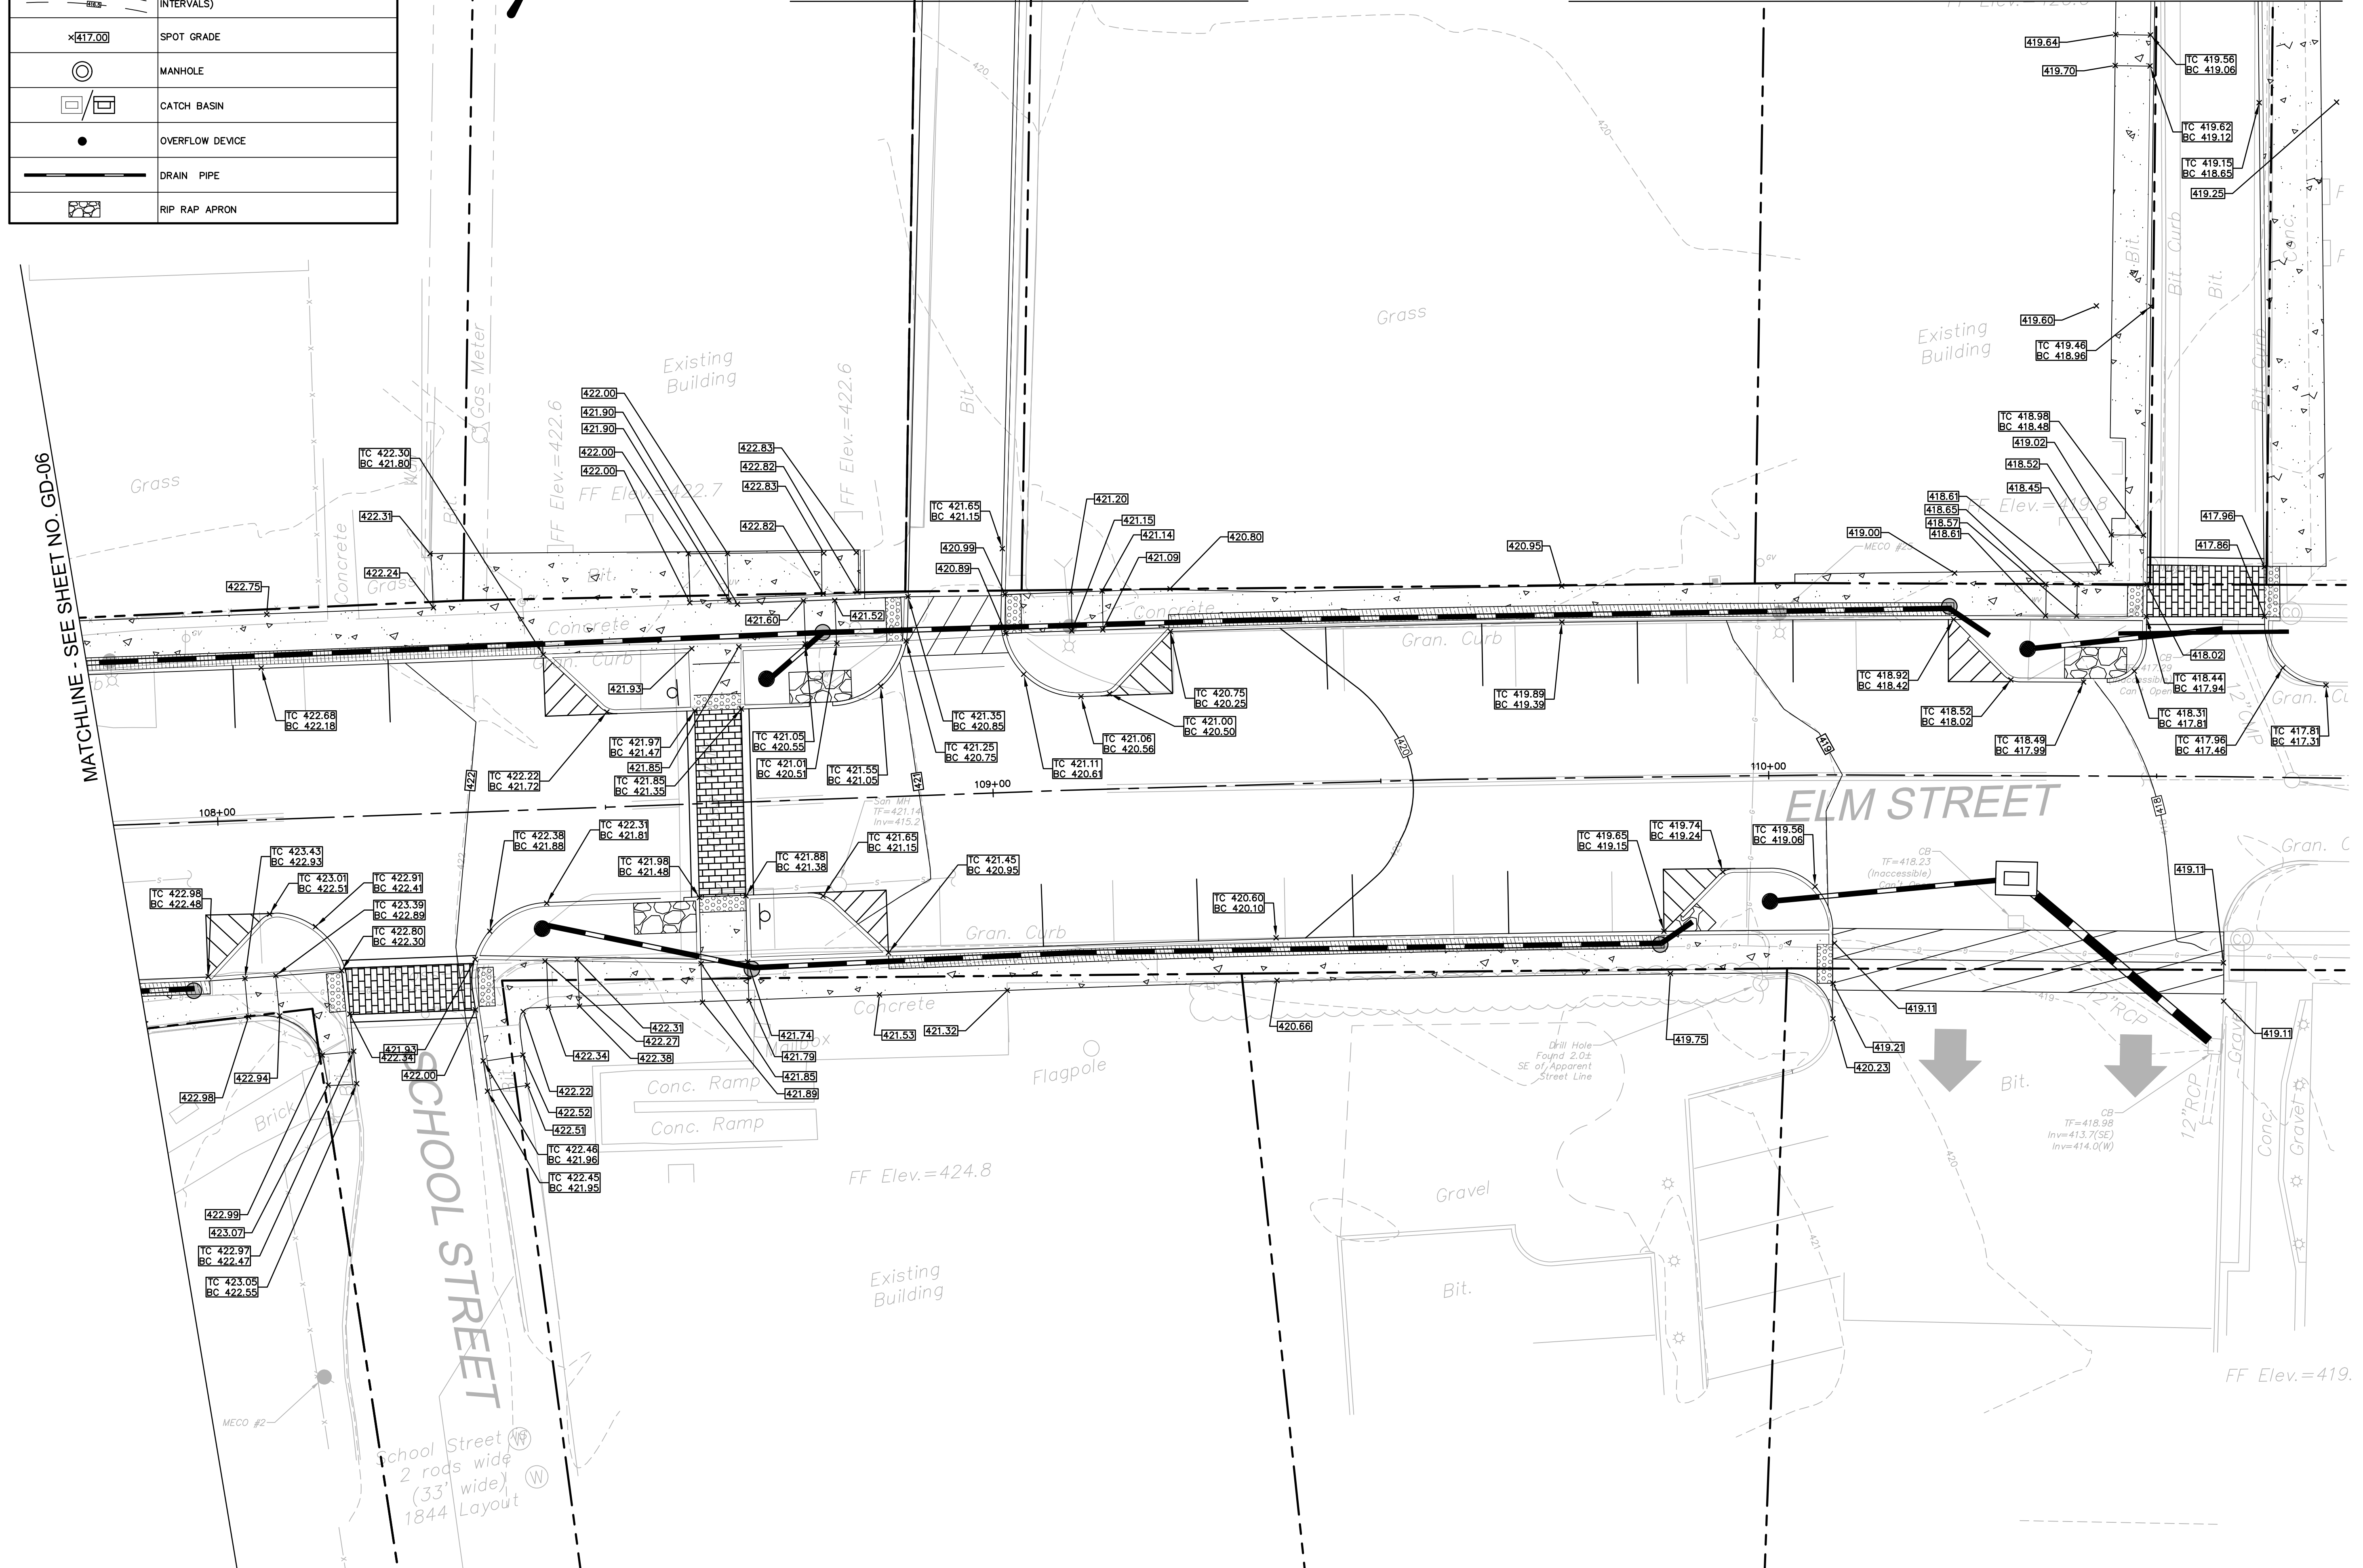 INTERVALS)
×417.00 SPOT GRADE
MANHOLE
CATCH BASIN
OVERFLOW DEVICE
DRAIN PIPE
RIP RAP APRON
MATCHLINE - SEE SHEET NO. GD-06
420
420
419.64
419.70
TC 419.56
BC 419.06
TC 419.62
BC 419.12
TC 419.15
BC 418.65
419.25
Bit.
Bit. Curb
Bit.
Conc.
Bit. Curb
419.60
TC 419.46
BC 418.96
Grass
Existing
Building
Existing
Building
Gas Meter
FF Elev.=422.6
FF Elev.=422.6
FF Elev.=422.7
Bit.
Grass
Concrete
Grass
Bit.
Bit.
422.00
421.90
421.90
422.00
422.00
TC 422.30
BC 421.80
422.83
422.82
422.83
422.82
422.31
422.24
422.75
TC 421.65
BC 421.15
421.20
421.15
421.14
421.09
420.99
420.89
420.80
420.95
TC 418.98
BC 418.48
419.02
418.52
418.45
418.61
418.65
418.57
418.61
419.00
FF Elev.=419.8
MECO #25
GV
417.96
417.86
421.60
421.52
Concrete
Gran. Curb
Concrete
Gran. Curb
421.93
TC 422.68
BC 422.18
TC 422.22
BC 421.72
TC 421.97
BC 421.47
421.85
TC 421.85
BC 421.35
TC 421.05
BC 420.55
TC 421.01
BC 420.51
TC 421.55
BC 421.05
TC 421.35
BC 420.85
TC 421.25
BC 420.75
TC 421.11
BC 420.61
TC 421.06
BC 420.56
TC 421.00
BC 420.50
TC 420.75
BC 420.25
TC 419.89
BC 419.39
TC 418.92
BC 418.42
TC 418.52
BC 418.02
TC 418.49
BC 417.99
418.02
TC 418.44
BC 417.94
TC 418.31
BC 417.81
TC 417.96
BC 417.46
TC 417.81
BC 417.31
12"CMP
422
421
420
419
418
108+00
109+00
110+00
ELM STREET
San MH
TF=421.14
Inv=415.2
TC 422.38
BC 421.88
TC 422.31
BC 421.81
TC 421.98
BC 421.48
TC 421.88
BC 421.38
TC 421.65
BC 421.15
TC 421.45
BC 420.95
TC 420.60
BC 420.10
TC 419.65
BC 419.15
TC 419.74
BC 419.24
TC 419.56
BC 419.06
CB
TF=418.23
(Inaccessible)
419.11
TC 423.43
BC 422.93
TC 422.98
BC 422.48
TC 423.01
BC 422.51
TC 422.91
BC 422.41
TC 423.39
BC 422.89
TC 422.80
BC 422.30
Gran. Curb
Concrete
421.93
422.34
422.00
422.94
422.98
422.31
422.27
422.34
422.38
422.22
422.52
422.51
TC 422.46
BC 421.96
TC 422.45
BC 421.95
421.74
421.79
421.85
421.89
421.53
421.32
420.66
419.75
419.11
419.21
420.23
419.11
12"RCP
419
Mailbox
Conc. Ramp
Conc. Ramp
Flagpole
Drill Hole
Found 2.0±
SE of Apparent
Street Line
Bit.
CB
TF=418.98
Inv=413.7(SE)
Inv=414.0(W)
12"RCP
Gravel
Conc.
Gravel
Brick
SCHOOL STREET
422.99
423.07
TC 422.97
BC 422.47
TC 423.05
BC 422.55
FF Elev.=424.8
Existing
Building
Gravel
Bit.
420
421
FF Elev.=419.
MECO #2
School Street is
2 rods wide
(33' wide)
1844 Layout
W
W